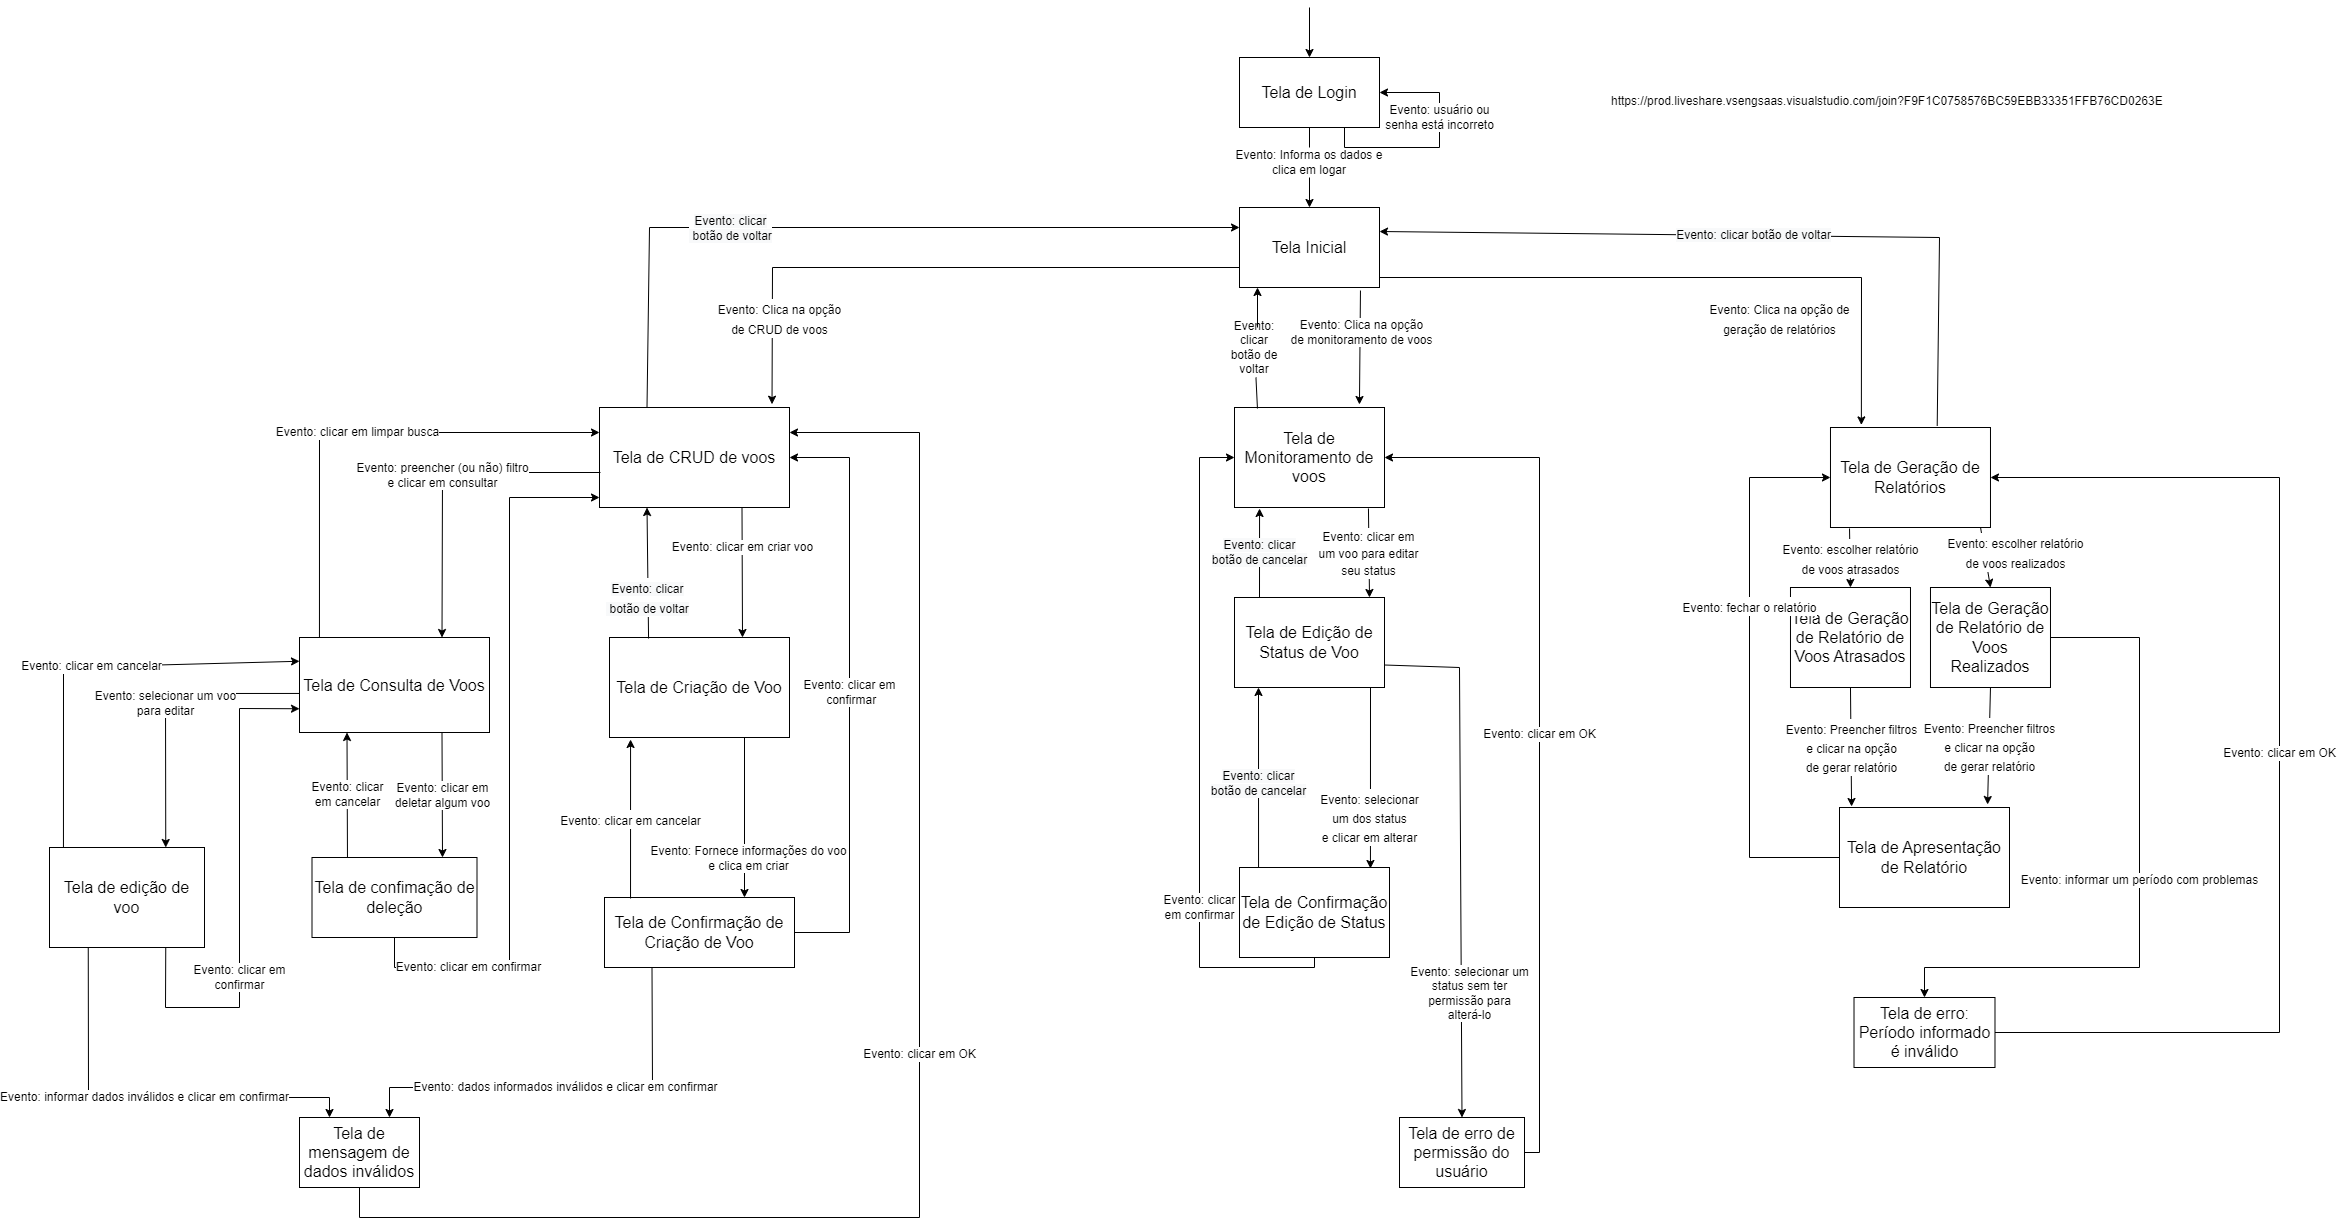 Tela de Login
https://prod.liveshare.vsengsaas.visualstudio.com/join?F9F1C0758576BC59EBB33351FFB76CD0263E
Evento: usuário ou
senha está incorreto
Evento: Informa os dados e
clica em logar
Evento: clicar
botão de voltar
Tela Inicial
Evento: clicar botão de voltar
Evento: Clica na opção
de CRUD de voos
Evento:
clicar
botão de
voltar
Evento: Clica na opção
de monitoramento de voos
Evento: Clica na opção de
geração de relatórios
Evento: clicar em limpar busca
Tela de CRUD de voos
Evento: preencher (ou não) filtro
e clicar em consultar
Tela de
Monitoramento de
voos
Tela de Geração de
Relatórios
Evento: clicar em criar voo
Evento: clicar
botão de voltar
Evento: clicar
botão de cancelar
Evento: clicar em
um voo para editar
seu status
Evento: escolher relatório
de voos atrasados
Evento: escolher relatório
de voos realizados
Evento: fechar o relatório
Tela de Geração
de Relatório de
Voos Atrasados
Tela de Geração
de Relatório de
Voos
Realizados
Evento: clicar em cancelar
Evento: selecionar um voo
para editar
Tela de Consulta de Voos
Tela de Criação de Voo
Evento: clicar em
confirmar
Tela de Edição de
Status de Voo
Evento: clicar em OK
Evento: Preencher filtros
e clicar na opção
de gerar relatório
Evento: Preencher filtros
e clicar na opção
de gerar relatório
Evento: clicar em OK
Evento: clicar
em cancelar
Evento: clicar em
deletar algum voo
Evento: clicar em cancelar
Evento: Fornece informações do voo
e clica em criar
Evento: clicar
botão de cancelar
Evento: selecionar
um dos status
e clicar em alterar
Tela de Apresentação
de Relatório
Evento: informar um período com problemas
Tela de edição de
voo
Tela de confimação de
deleção
Tela de Confirmação de
Criação de Voo
Evento: clicar
em confirmar
Tela de Confirmação
de Edição de Status
Evento: clicar em
confirmar
Evento: clicar em confirmar
Evento: selecionar um
status sem ter
permissão para
alterá-lo
Tela de erro:
Período informado
é inválido
Evento: clicar em OK
Evento: informar dados inválidos e clicar em confirmar
Evento: dados informados inválidos e clicar em confirmar
Tela de
mensagem de
dados inválidos
Tela de erro de
permissão do
usuário